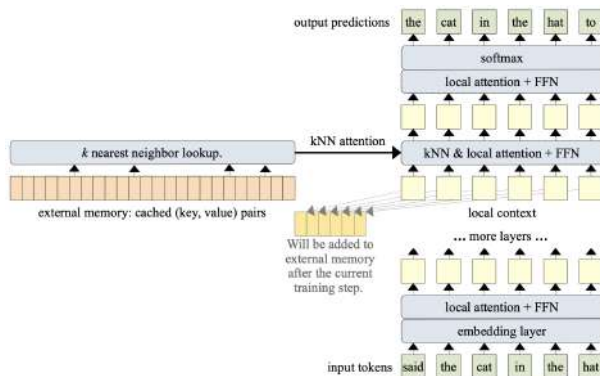 output predictions the cat in the hat to
softmax
local attention + FFN
kNN attention
k nearest neighbor lookup.
kNN & local attention + FFN
external memory: cached (key, value) pairs
local context
Will be added to
external memory
after the current
training step.
... more layers ...
local attention + FFN
embedding layer
input tokens said the cat in the hat